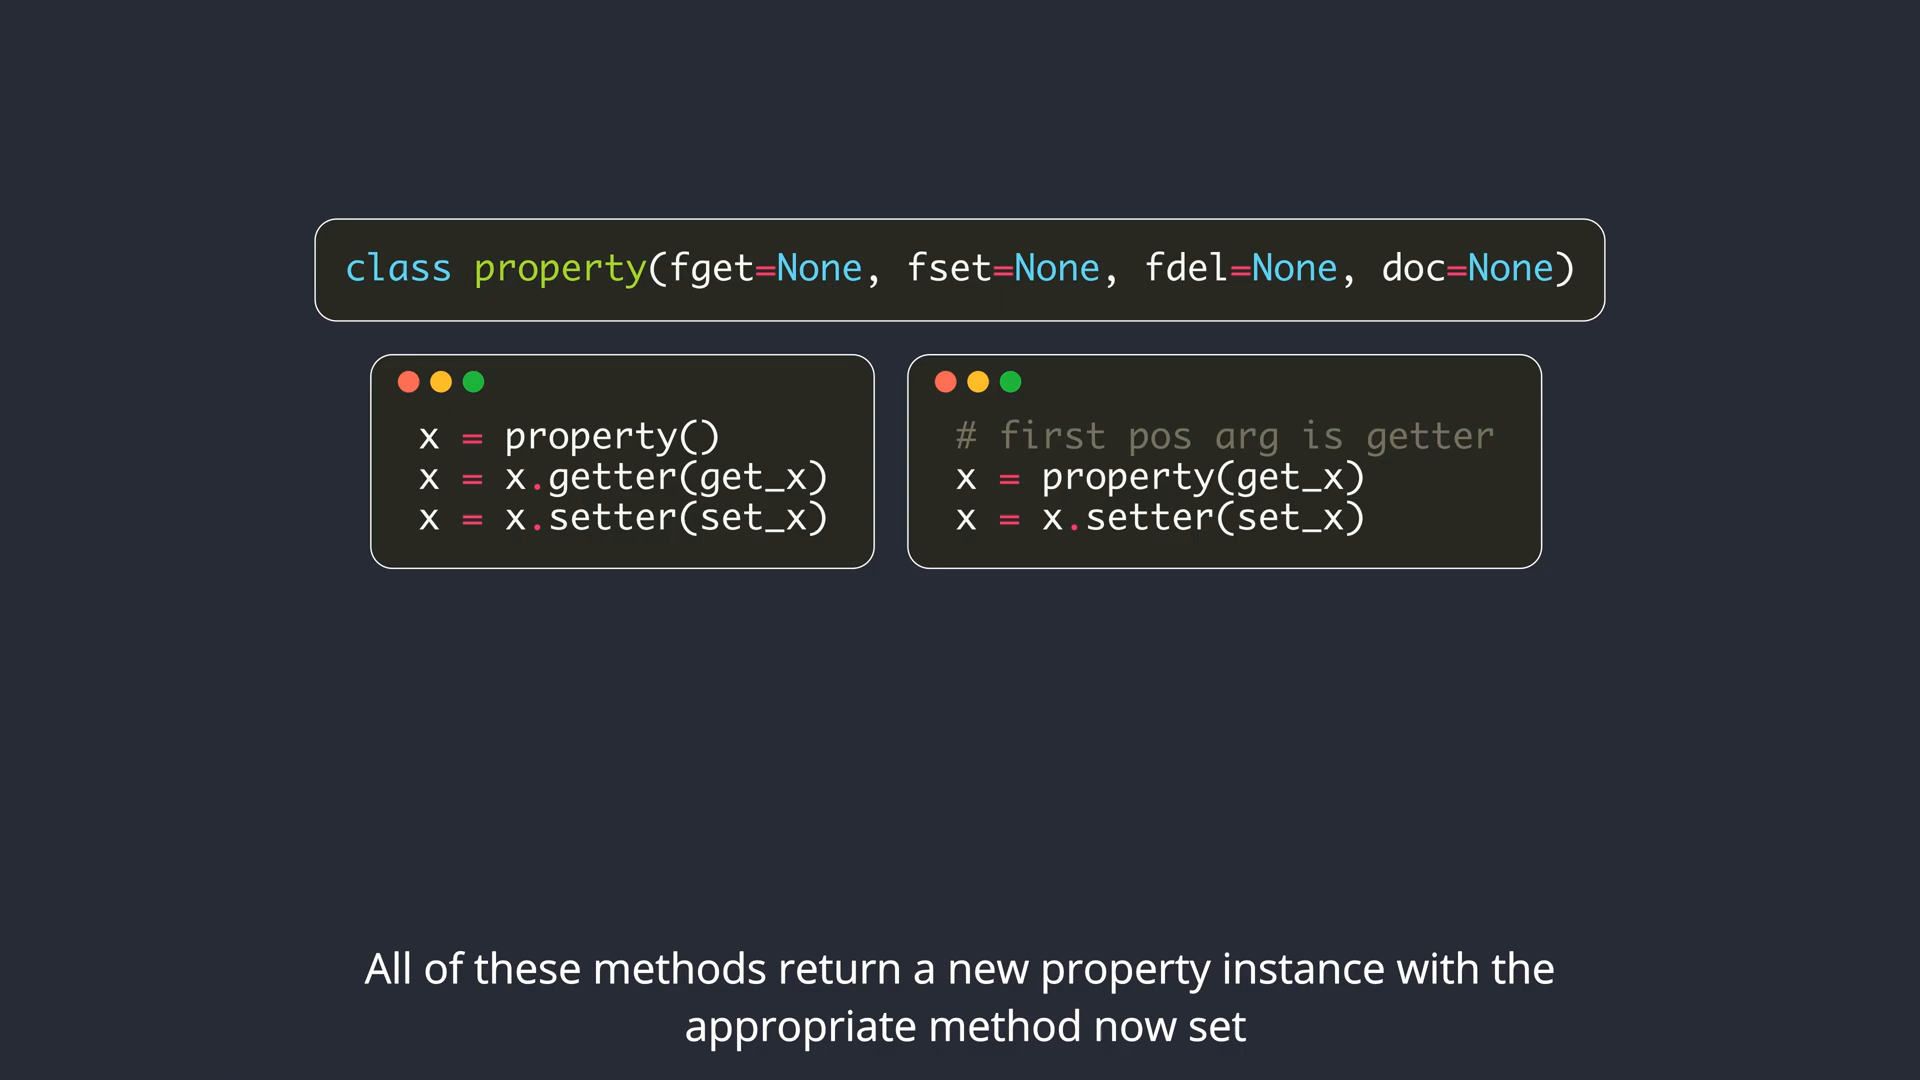 class property(fget=None, fset=None, fdel=None, doc=None)
x = property()
x = x.getter(get_x)
x = x.setter(set_x)
# first pos arg is getter
x = property(get_x)
x = x.setter(set_x)
All of these methods return a new property instance with the
appropriate method now set